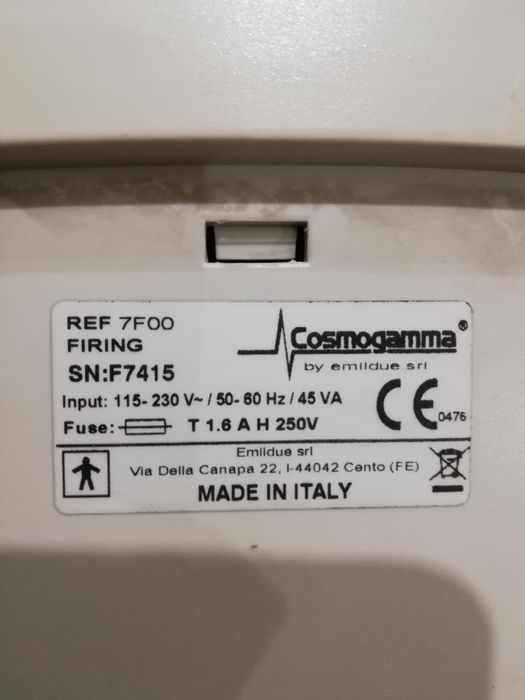 REF 7F00
FIRING
SN:F7415
Cosmogamma®
by emildue srl
Input: 115- 230 V~ / 50- 60 Hz / 45 VA
Fuse: T 1.6 A H 250V
CE 0476
Emildue srl
Via Della Canapa 22, I-44042 Cento (FE)
MADE IN ITALY